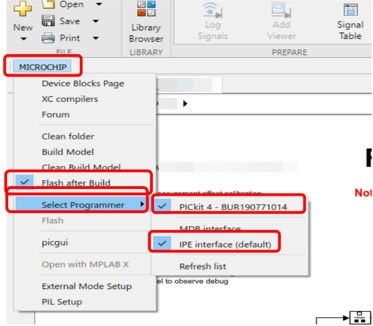 New
Open
Save
Print
FILE
Library
Browser
LIBRARY
Log
Signals
Add
Viewer
Signal
Table
PREPARE
MICROCHIP
Device Blocks Page
XC compilers
Forum
Clean folder
Build Model
Clean Build Model
Flash after Build
Select Programmer
Flash
picgui
Open with MPLAB X
External Mode Setup
PIL Setup
PICkit 4 - BUR190771014
MDB interface
IPE interface (default)
Refresh list
measurement offset calibration
el to observe debug
Not